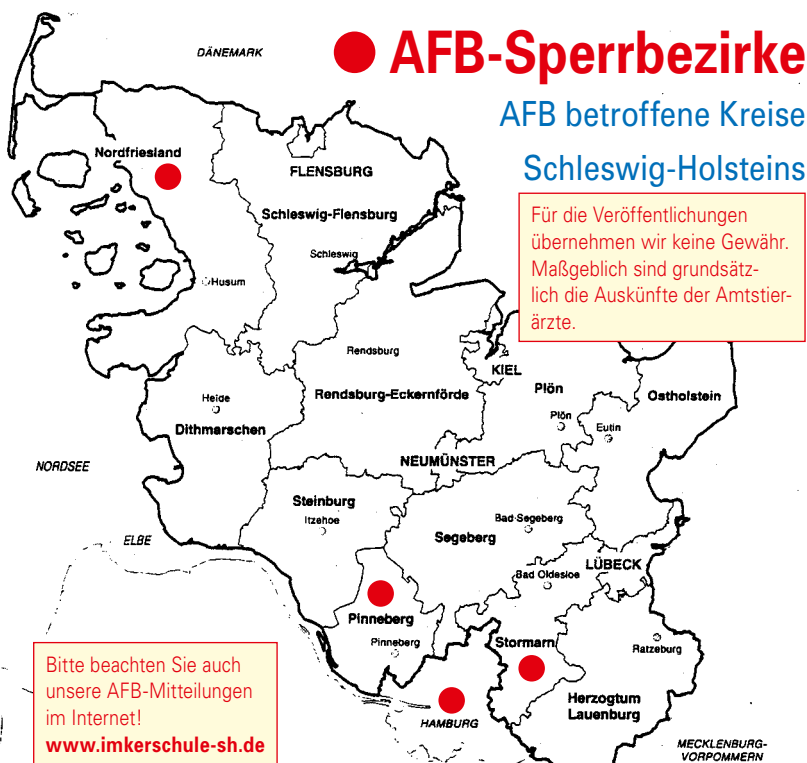 DÄNEMARK
AFB-Sperrbezirke
AFB betroffene Kreise
Schleswig-Holsteins
Für die Veröffentlichungen
übernehmen wir keine Gewähr.
Maßgeblich sind grundsätz-
lich die Auskünfte der Amtstier-
ärzte.
Nordfriesland
FLENSBURG
Schleswig-Flensburg
Schleswig
Husum
Rendsburg
KIEL
Rendsburg-Eckernförde
Plön
Ostholstein
Heide
Plön
Eutin
Dithmarschen
NEUMÜNSTER
NORDSEE
Steinburg
Itzehoe
Bad Segeberg
Segeberg
ELBE
LÜBECK
Bad Oldesloe
Pinneberg
Pinneberg
Stormarn
Ratzeburg
Herzogtum
Lauenburg
HAMBURG
MECKLENBURG-
VORPOMMERN
Bitte beachten Sie auch
unsere AFB-Mitteilungen
im Internet!
www.imkerschule-sh.de